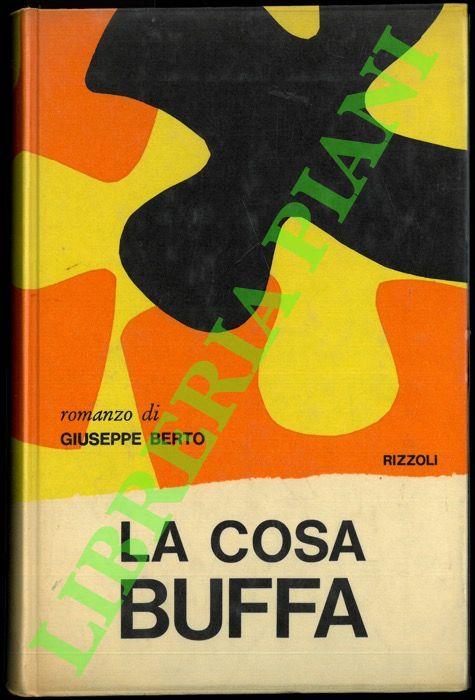 romanzo di
GIUSEPPE BERTO
RIZZOLI
LA COSA
BUFFA
LIBRERIA PIANI